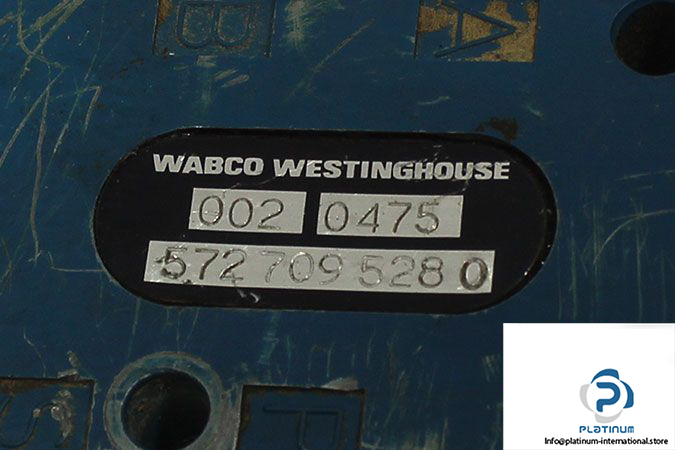 B A
WABCO WESTINGHOUSE
002 0475
572 709 528 0
S R
PLATINUM
Info@platinum-international.store